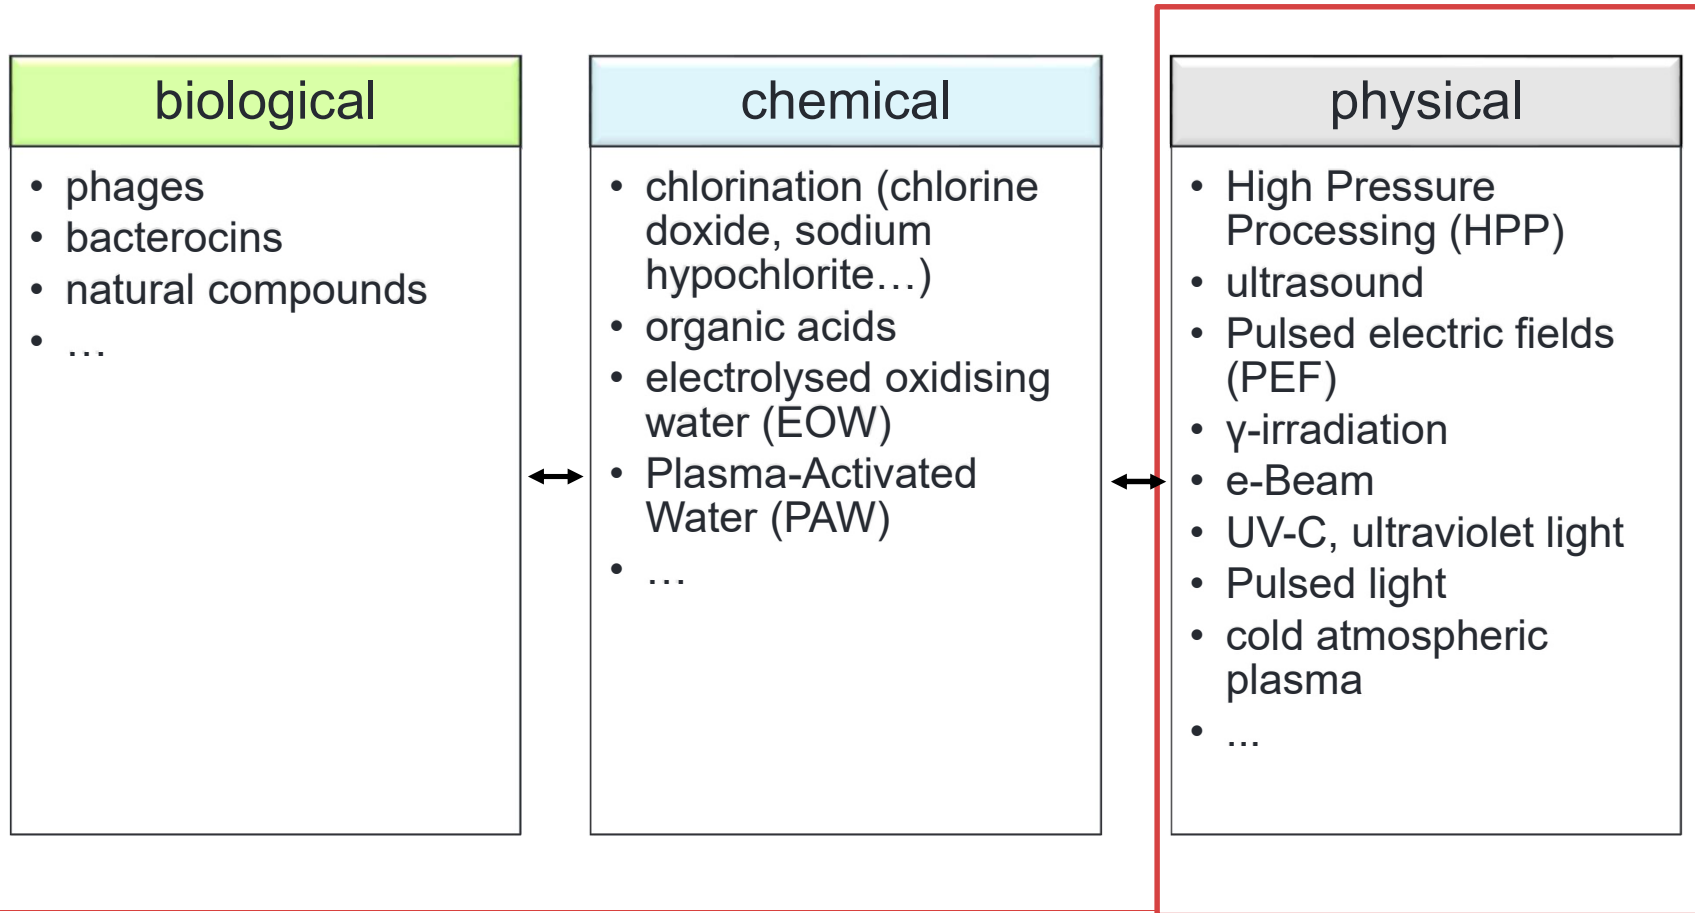 biological
• phages
• bacterocins
• natural compounds
• …
chemical
• chlorination (chlorine
doxide, sodium
hypochlorite…)
• organic acids
• electrolysed oxidising
water (EOW)
• Plasma-Activated
Water (PAW)
• …
physical
• High Pressure
Processing (HPP)
• ultrasound
• Pulsed electric fields
(PEF)
• γ-irradiation
• e-Beam
• UV-C, ultraviolet light
• Pulsed light
• cold atmospheric
plasma
• ...